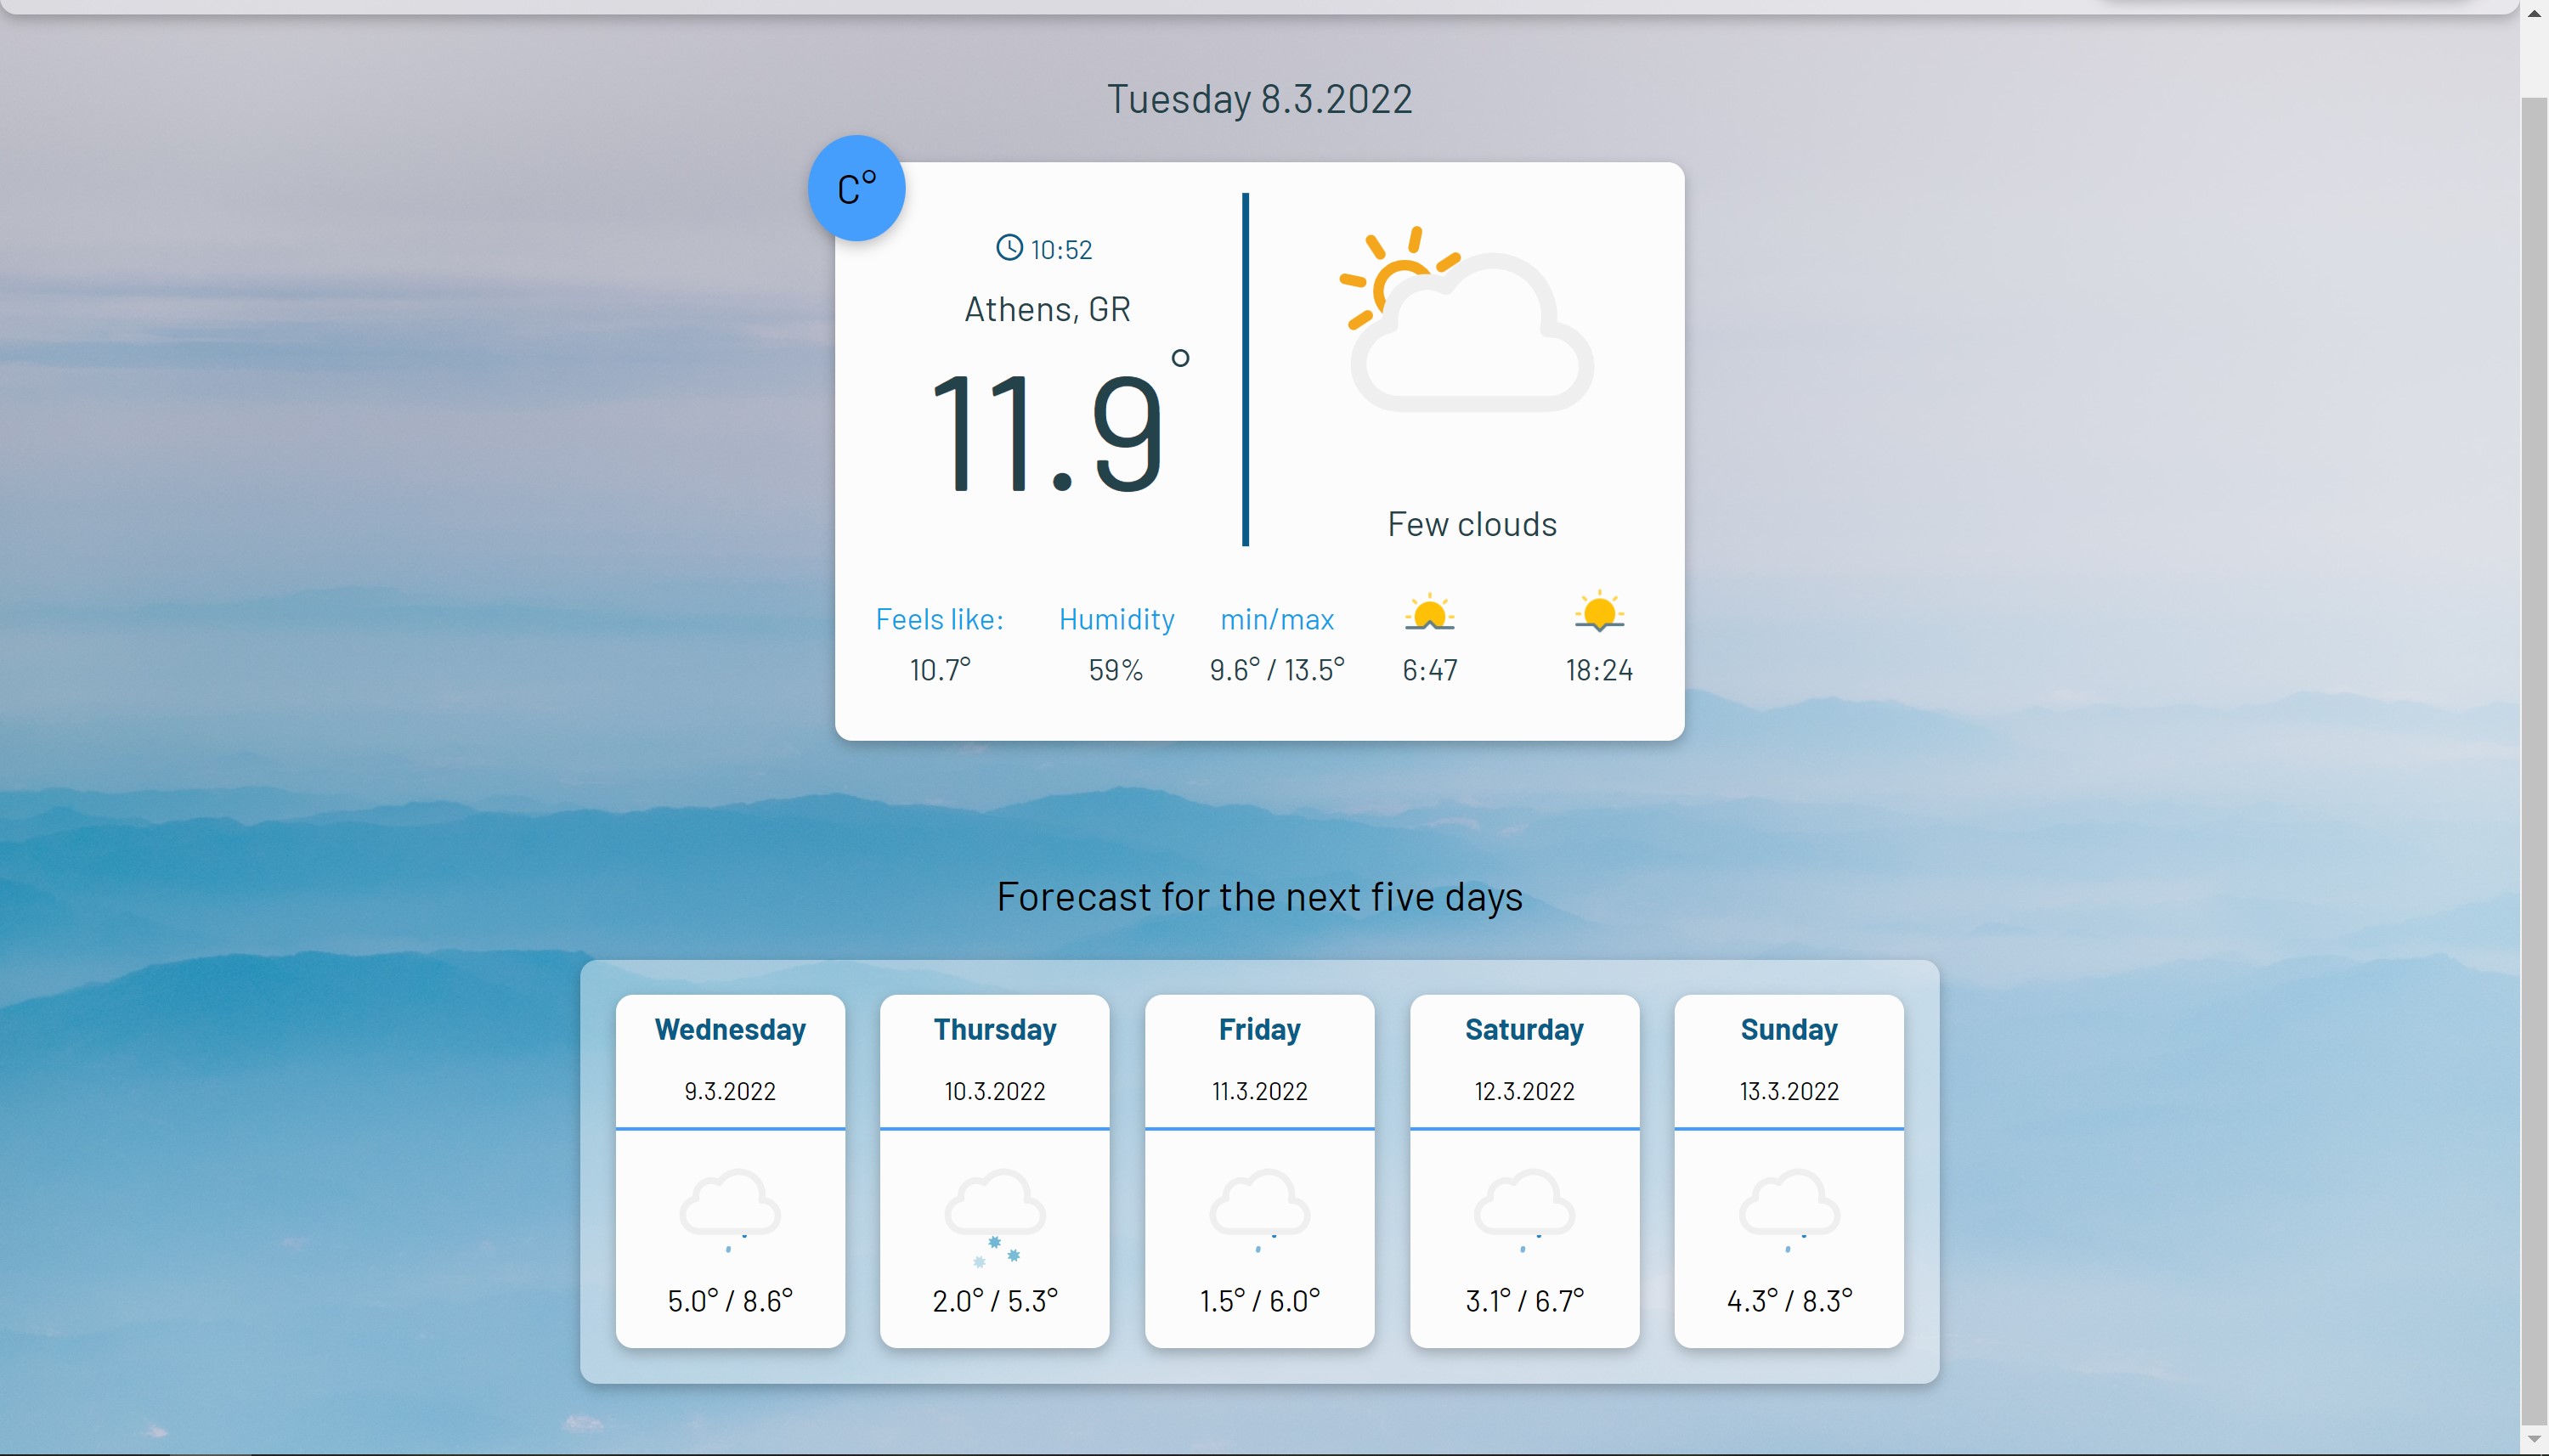 Tuesday 8.3.2022
C°
10:52
Athens, GR
11.9°
Few clouds
Feels like: Humidity min/max
10.7° 59% 9.6° / 13.5° 6:47 18:24
Forecast for the next five days
Wednesday Thursday Friday Saturday Sunday
9.3.2022 10.3.2022 11.3.2022 12.3.2022 13.3.2022
5.0° / 8.6° 2.0° / 5.3° 1.5° / 6.0° 3.1° / 6.7° 4.3° / 8.3°